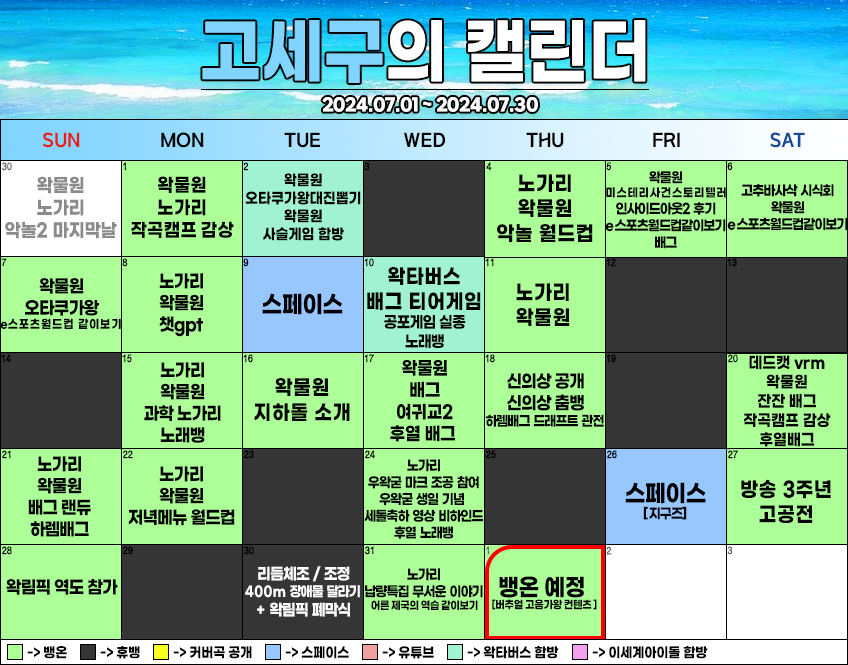 고세구의 캘린더
2024.07.01 ~ 2024.07.30
SUN MON TUE WED THU FRI SAT
30
왁물원
노가리
악놀2 마지막날
1
왁물원
노가리
작곡캠프 감상
2
왁물원
오타쿠가왕대진뽑기
왁물원
사슬게임 합방
3
4
노가리
왁물원
악놀 월드컵
5
왁물원
미스테리사건스토리텔러
인사이드아웃2 후기
e스포츠월드컵같이보기
배그
6
고추바사삭 시식회
왁물원
e스포츠월드컵같이보기
7
왁물원
오타쿠가왕
e스포츠월드컵 같이보기
8
노가리
왁물원
챗gpt
9
스페이스
10
왁타버스
배그 티어게임
공포게임 실종
노래뱅
11
노가리
왁물원
12
13
14
15
노가리
왁물원
과학 노가리
노래뱅
16
왁물원
지하돌 소개
17
왁물원
배그
여귀교2
후열 배그
18
신의상 공개
신의상 춤뱅
하렘배그 드래프트 관전
19
20
데드캣 vrm
왁물원
잔잔 배그
작곡캠프 감상
후열배그
21
노가리
왁물원
배그 랜듀
하렘배그
22
노가리
왁물원
저녁메뉴 월드컵
23
24
노가리
우왁굳 마크 조공 참여
우왁굳 생일 기념
세돌축하 영상 비하인드
후열 노래뱅
25
26
스페이스
[지구즈]
27
방송 3주년
고공전
28
왁림픽 역도 참가
29
30
리듬체조 / 조정
400m 장애물 달리기
+ 왁림픽 폐막식
31
노가리
납량특집 무서운 이야기
어른 제국의 역습 같이보기
1
뱅온 예정
[버추얼 고음가왕 컨텐츠]
2
3
-> 뱅온 -> 휴뱅 -> 커버곡 공개 -> 스페이스 -> 유튜브 -> 왁타버스 합방 -> 이세계아이돌 합방